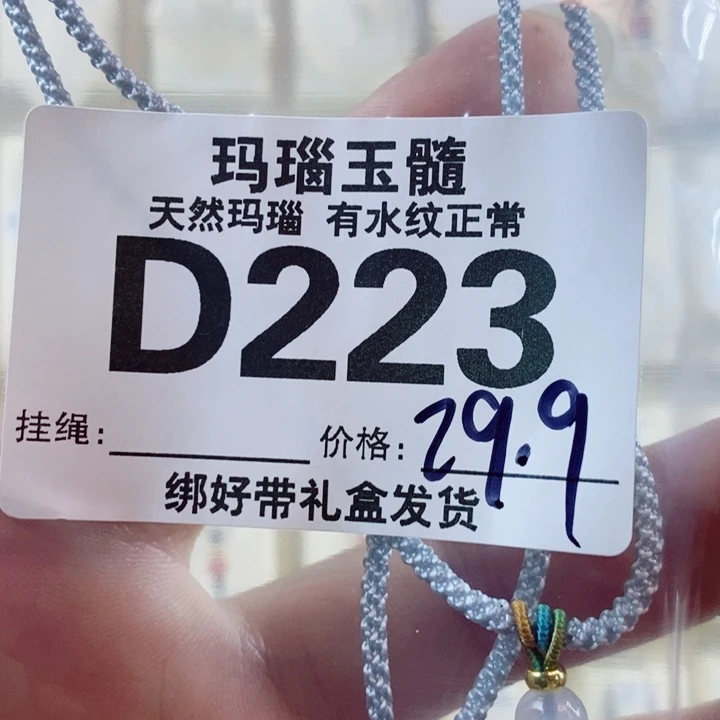 玛瑙玉髓
天然玛瑙 有水纹正常
D223
挂绳: 价格: 29.9
绑好带礼盒发货